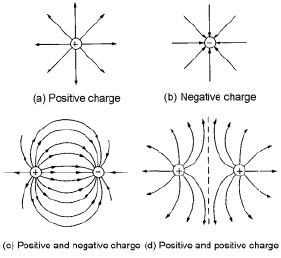 (a) Positive charge
(b) Negative charge
(c) Positive and negative charge
(d) Positive and positive charge